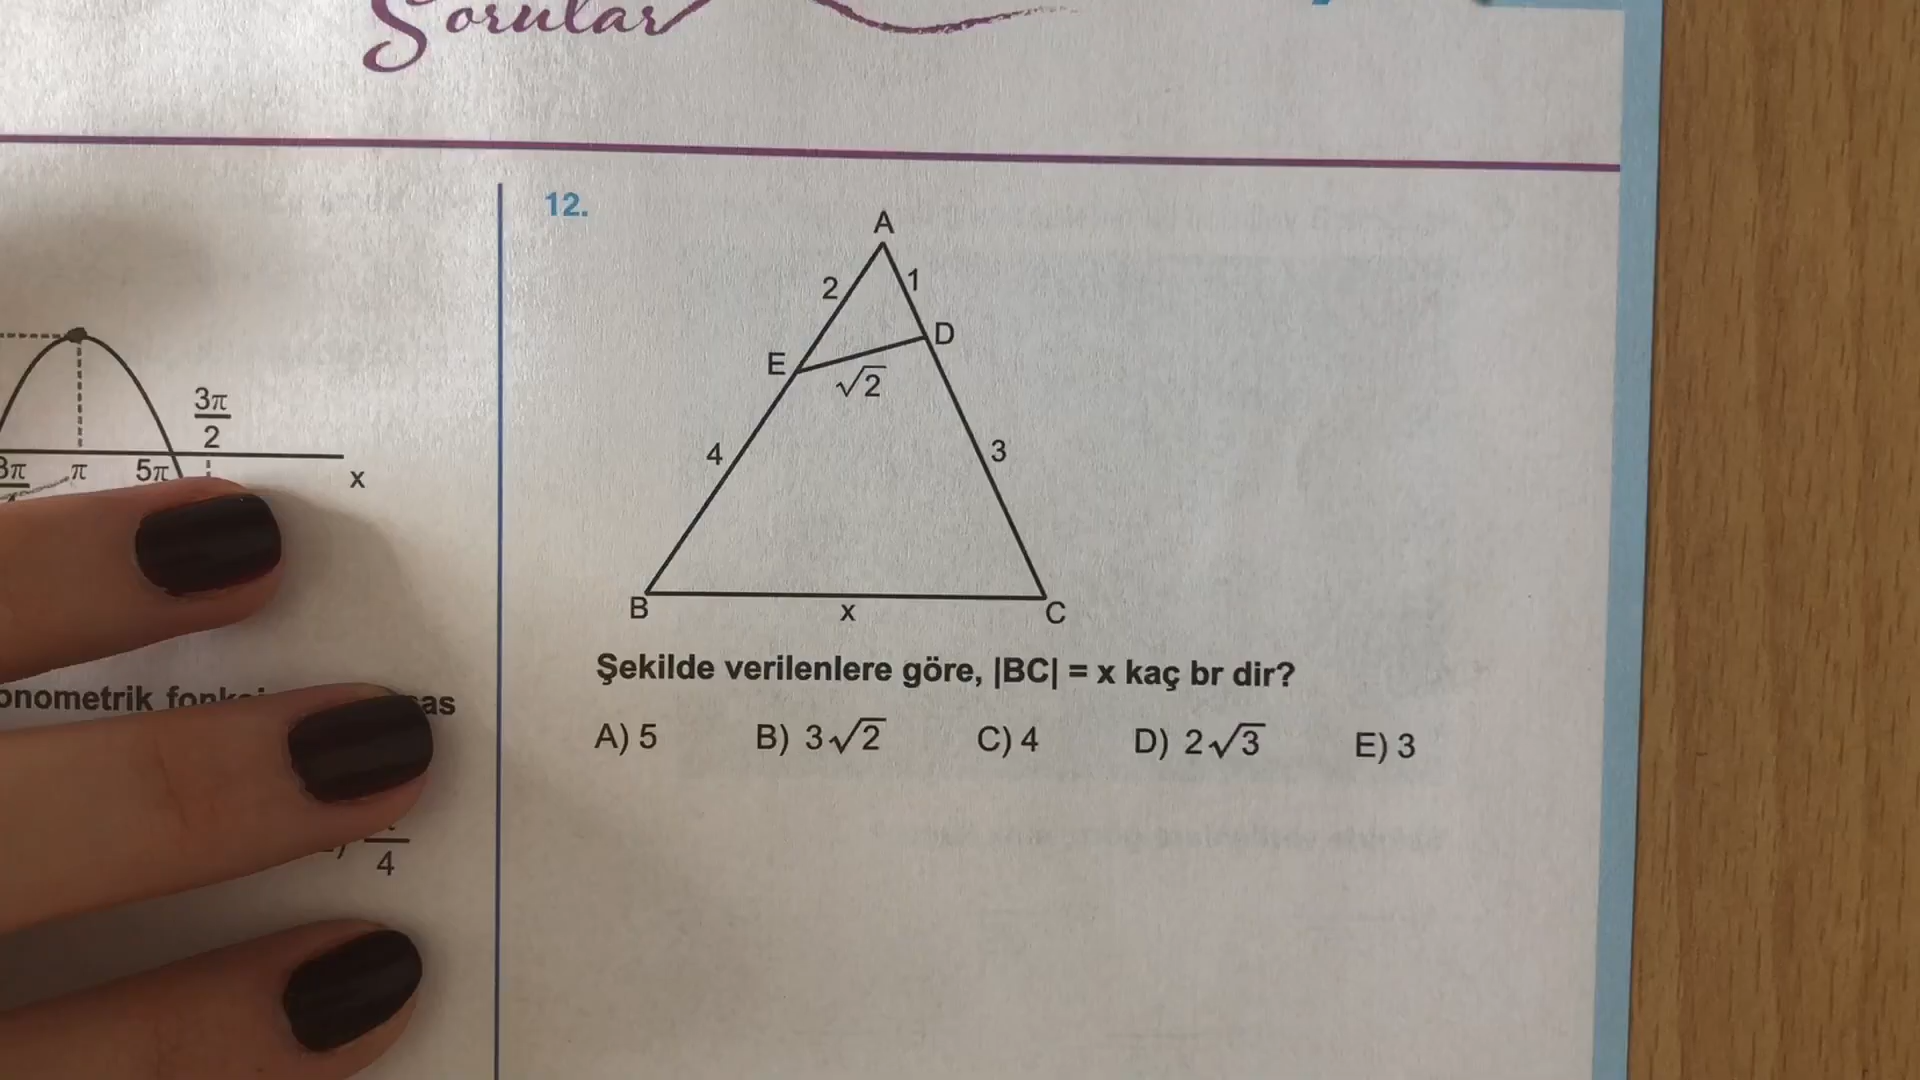 Sorular
12.
A
2
1
D
E
√2
4
3
B
x
C
Şekilde verilenlere göre, |BC| = x kaç br dir?
A) 5 B) 3√2 C) 4 D) 2√3 E) 3
3π
2
π
5π
x
as
4